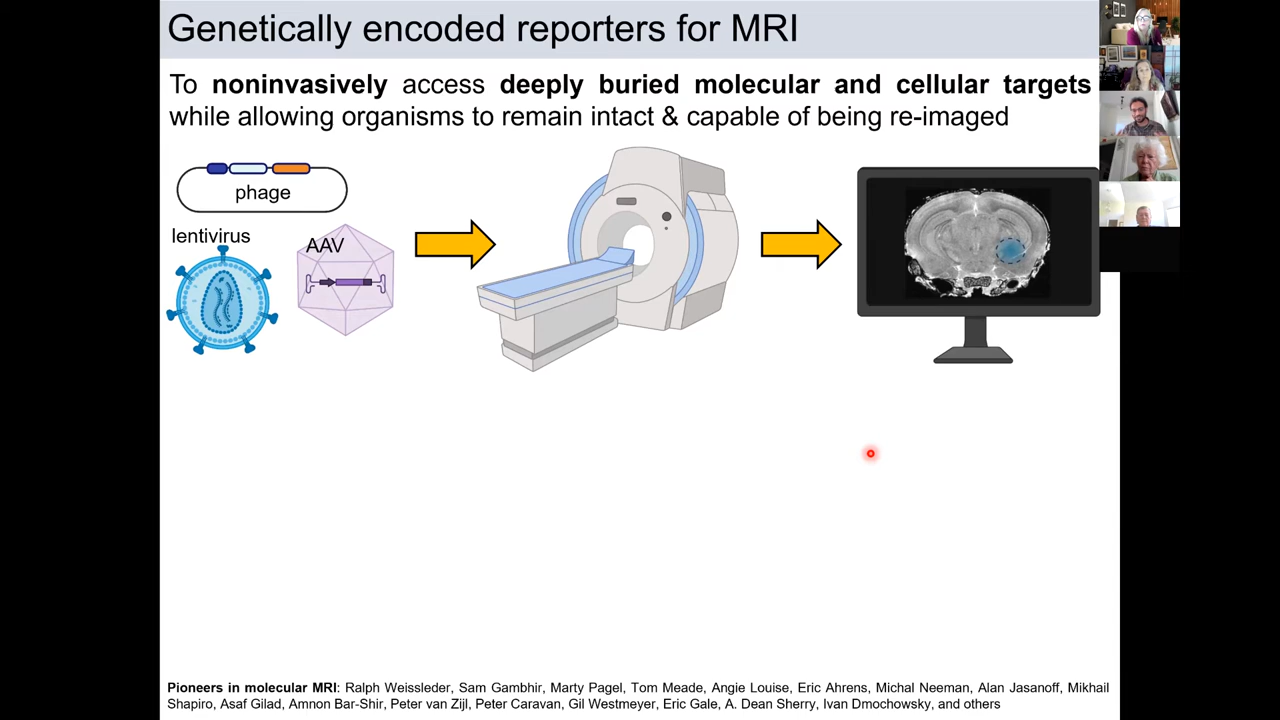 Genetically encoded reporters for MRI
To noninvasively access deeply buried molecular and cellular targets
while allowing organisms to remain intact & capable of being re-imaged
phage
lentivirus
AAV
Pioneers in molecular MRI: Ralph Weissleder, Sam Gambhir, Marty Pagel, Tom Meade, Angie Louise, Eric Ahrens, Michal Neeman, Alan Jasanoff, Mikhail
Shapiro, Asaf Gilad, Amnon Bar-Shir, Peter van Zijl, Peter Caravan, Gil Westmeyer, Eric Gale, A. Dean Sherry, Ivan Dmochowsky, and others